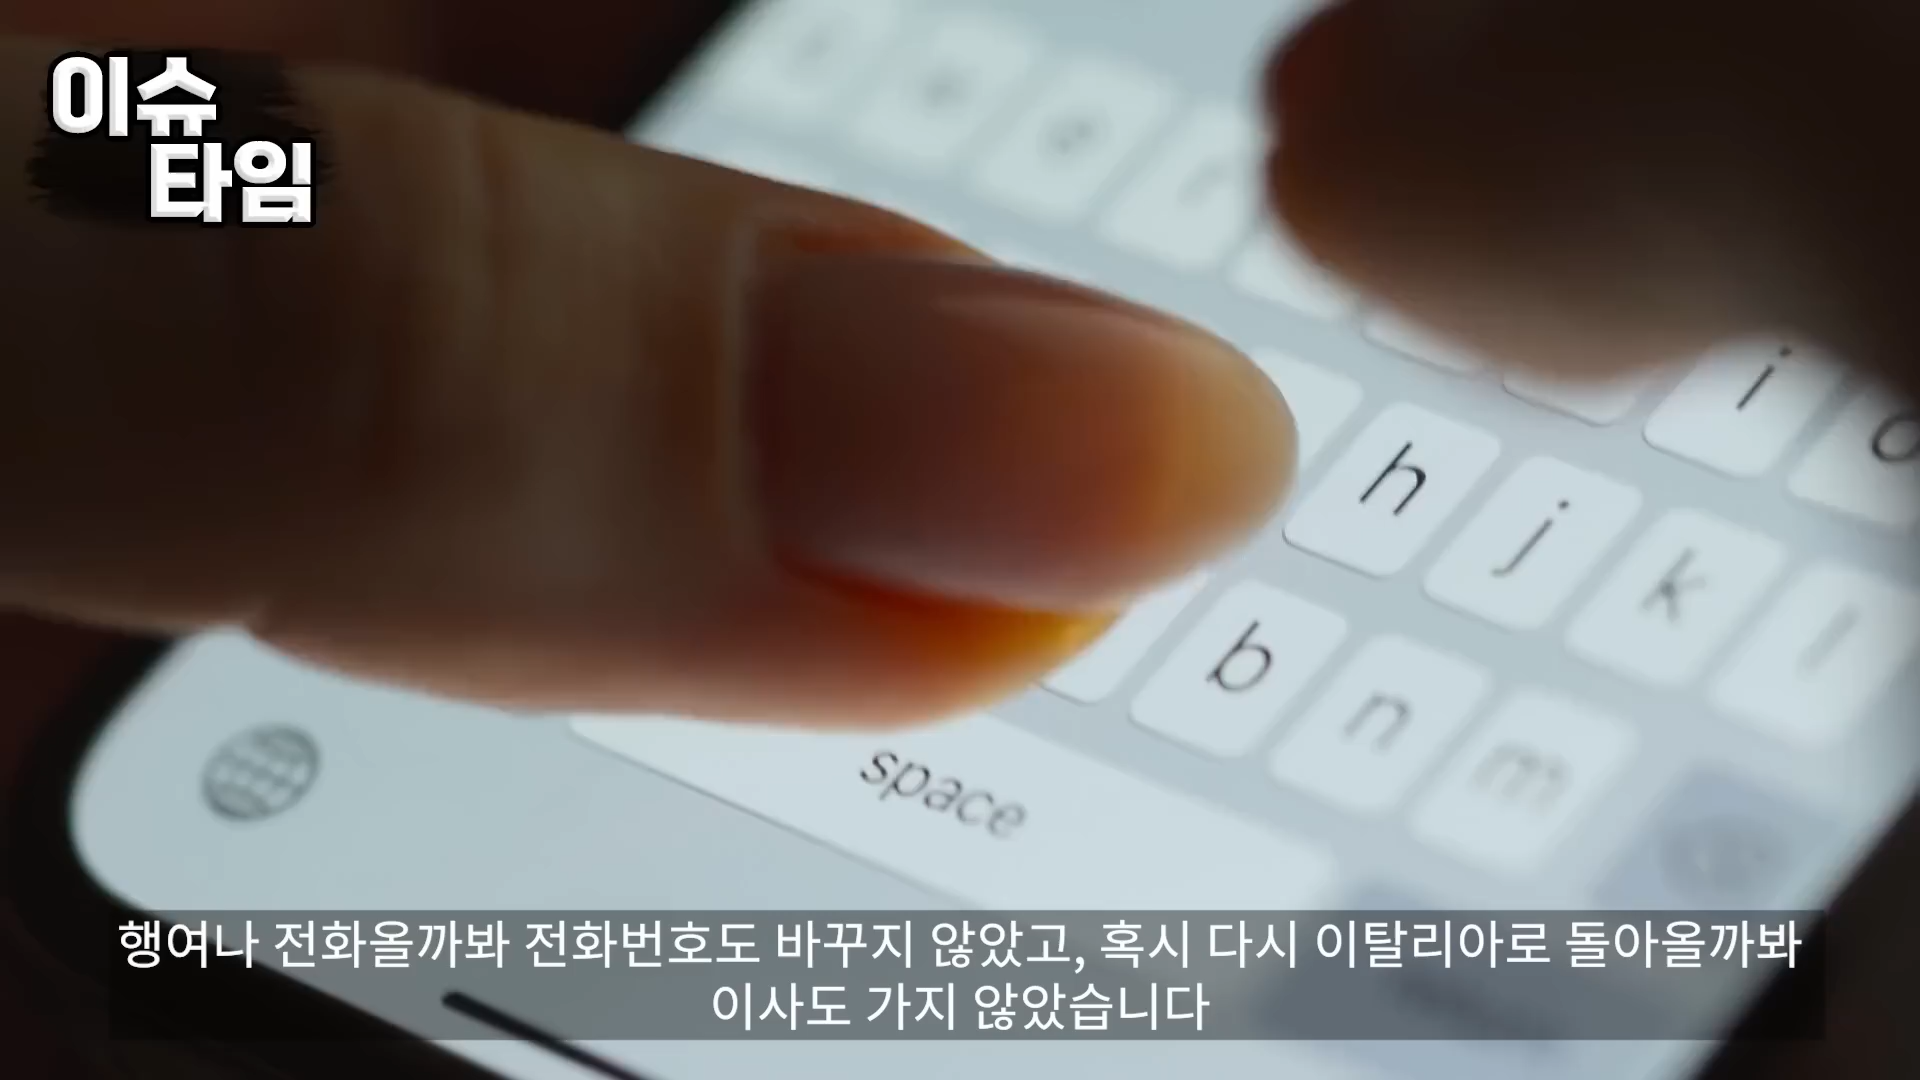 이슈
타임
i
o
h
j
k
l
b
n
m
space
행여나 전화올까봐 전화번호도 바꾸지 않았고, 혹시 다시 이탈리아로 돌아올까봐
이사도 가지 않았습니다